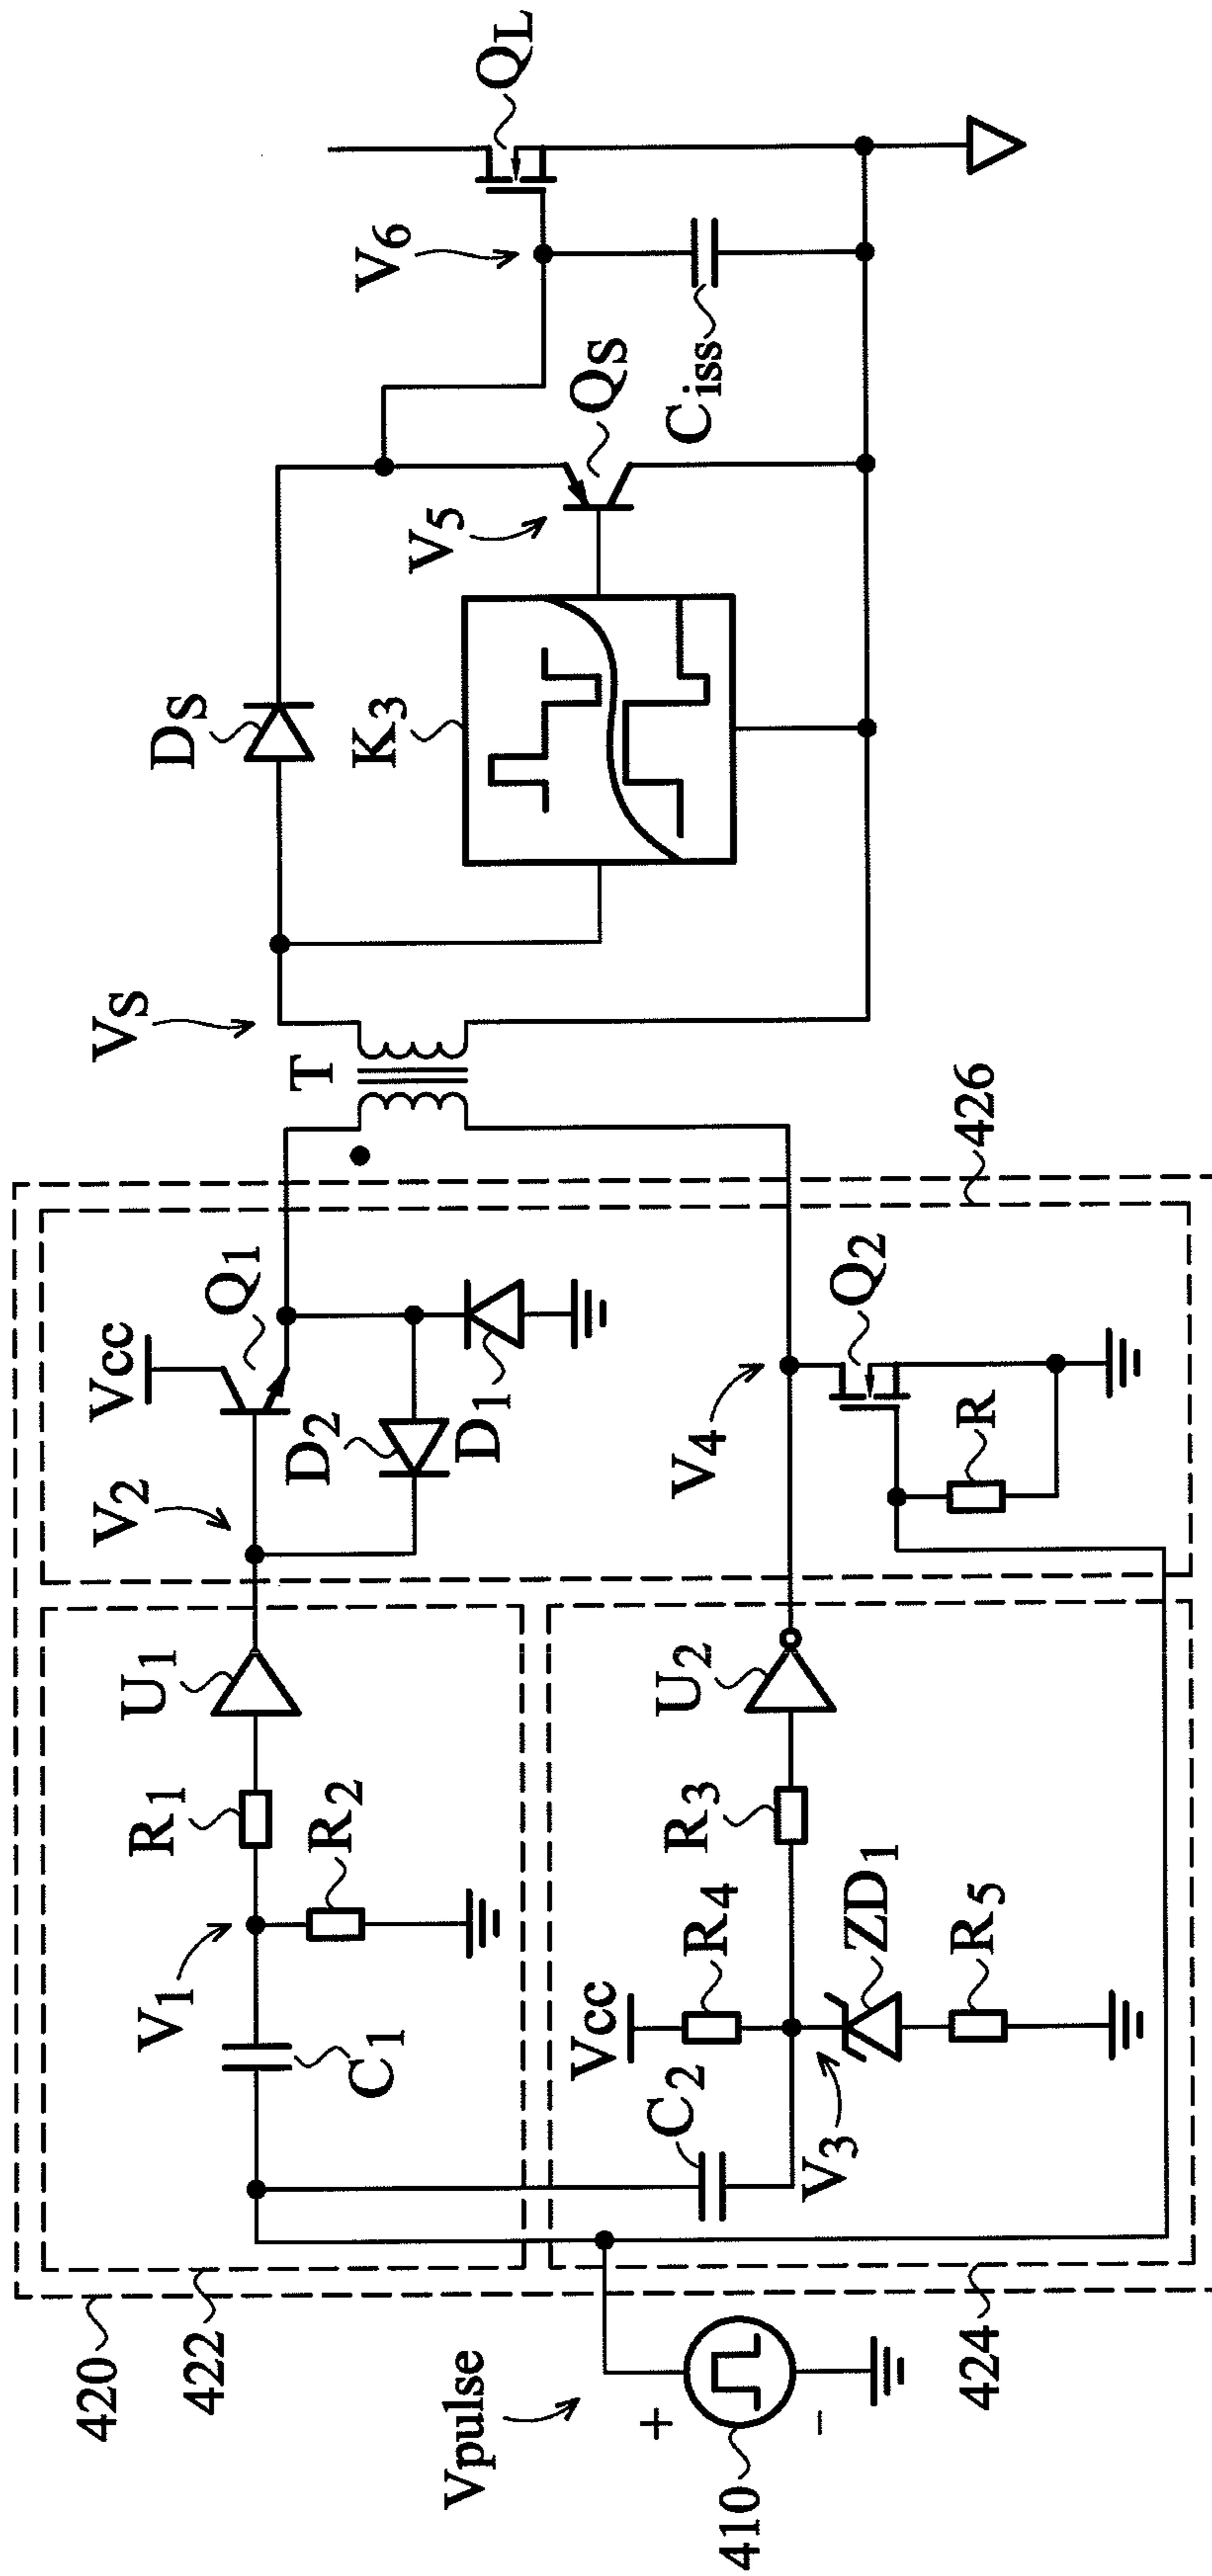 420
422
Vpulse
+
−
410
424
V1
C1
R1
R2
U1
V2
Vcc
Q1
D2
D1
Vcc
C2
R4
V3
ZD1
R3
R5
U2
V4
Q2
R
426
T
VS
DS
K3
V5
QS
V6
Ciss
QL